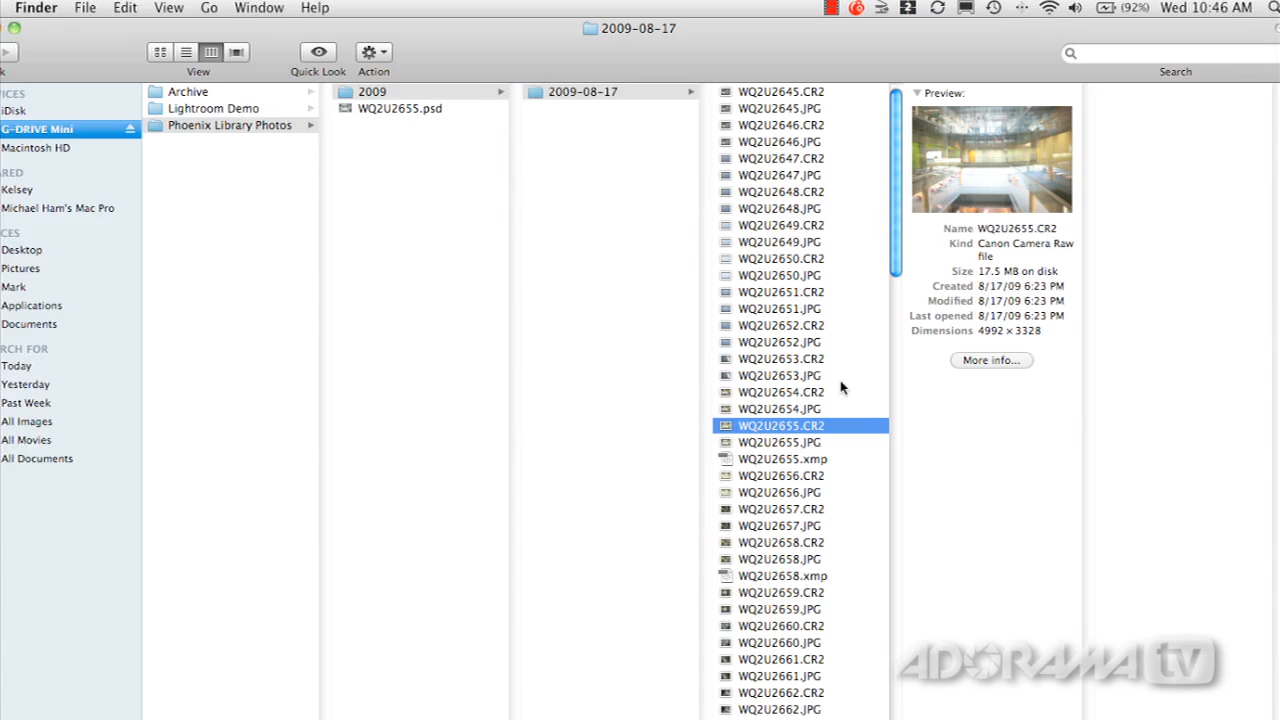 Finder File Edit View Go Window Help (92%) Wed 10:46 AM
2009-08-17
View Quick Look Action Search
iDisk
G-DRIVE Mini
Macintosh HD
Kelsey
Michael Ham's Mac Pro
Desktop
Pictures
Mark
Applications
Documents
Today
Yesterday
Past Week
All Images
All Movies
All Documents
Archive
Lightroom Demo
Phoenix Library Photos
2009
WQ2U2655.psd
2009-08-17
WQ2U2645.CR2
WQ2U2645.JPG
WQ2U2646.CR2
WQ2U2646.JPG
WQ2U2647.CR2
WQ2U2647.JPG
WQ2U2648.CR2
WQ2U2648.JPG
WQ2U2649.CR2
WQ2U2649.JPG
WQ2U2650.CR2
WQ2U2650.JPG
WQ2U2651.CR2
WQ2U2651.JPG
WQ2U2652.CR2
WQ2U2652.JPG
WQ2U2653.CR2
WQ2U2653.JPG
WQ2U2654.CR2
WQ2U2654.JPG
WQ2U2655.CR2
WQ2U2655.JPG
WQ2U2655.xmp
WQ2U2656.CR2
WQ2U2656.JPG
WQ2U2657.CR2
WQ2U2657.JPG
WQ2U2658.CR2
WQ2U2658.JPG
WQ2U2658.xmp
WQ2U2659.CR2
WQ2U2659.JPG
WQ2U2660.CR2
WQ2U2660.JPG
WQ2U2661.CR2
WQ2U2661.JPG
WQ2U2662.CR2
WQ2U2662.JPG
Preview:
Name WQ2U2655.CR2
Kind Canon Camera Raw
file
Size 17.5 MB on disk
Created 8/17/09 6:23 PM
Modified 8/17/09 6:23 PM
Last opened 8/17/09 6:23 PM
Dimensions 4992 × 3328
More info...
ADORAMA tv